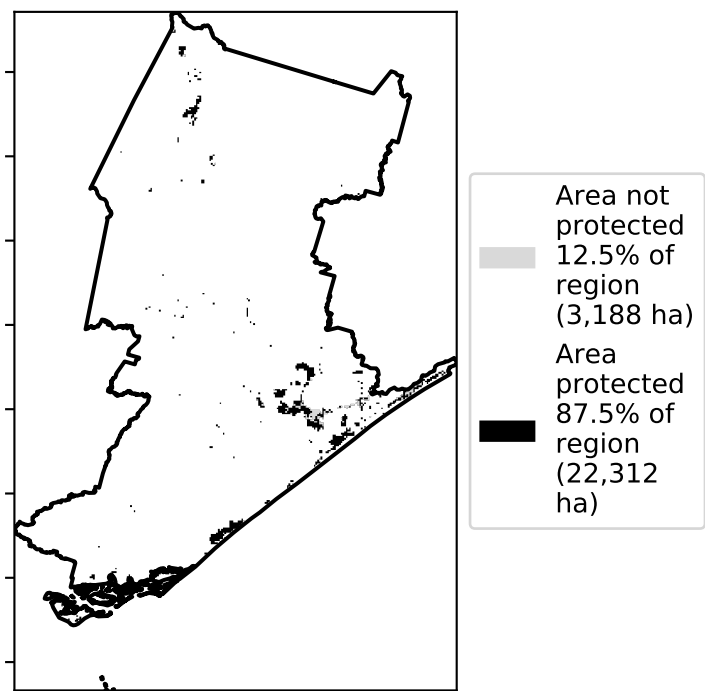 Area not
protected
12.5% of
region
(3,188 ha)
Area
protected
87.5% of
region
(22,312
ha)